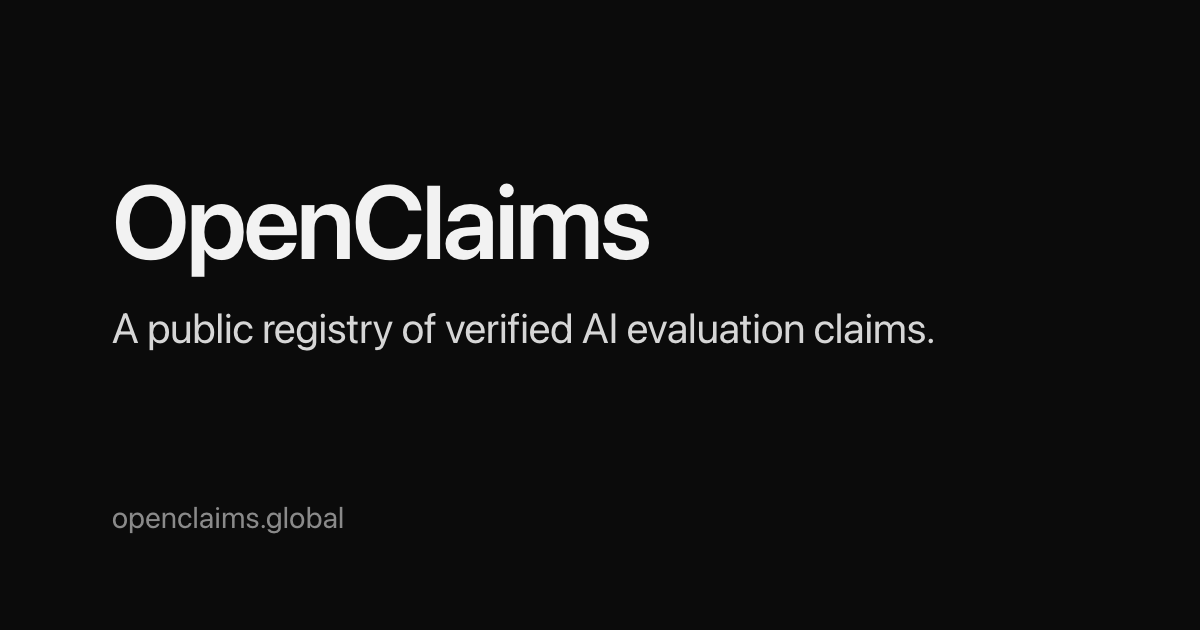 OpenClaims
A public registry of verified AI evaluation claims.
openclaims.global